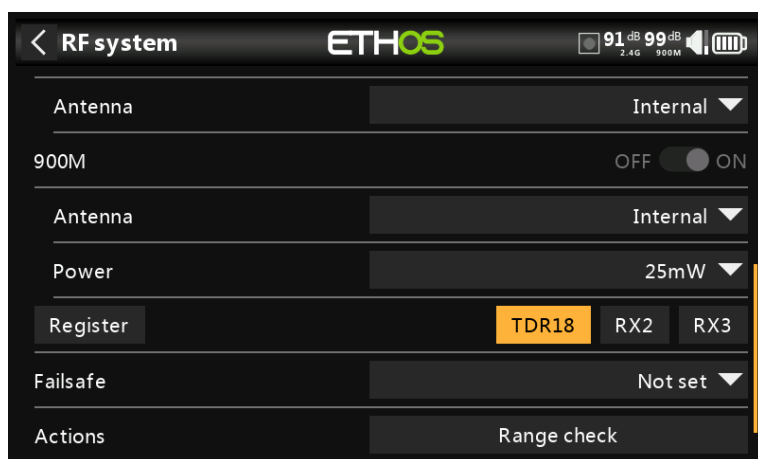 RF system ETHOS 91 dB 2.4G 99 dB 900M
Antenna Internal
900M OFF ON
Antenna Internal
Power 25mW
Register TDR18 RX2 RX3
Failsafe Not set
Actions Range check